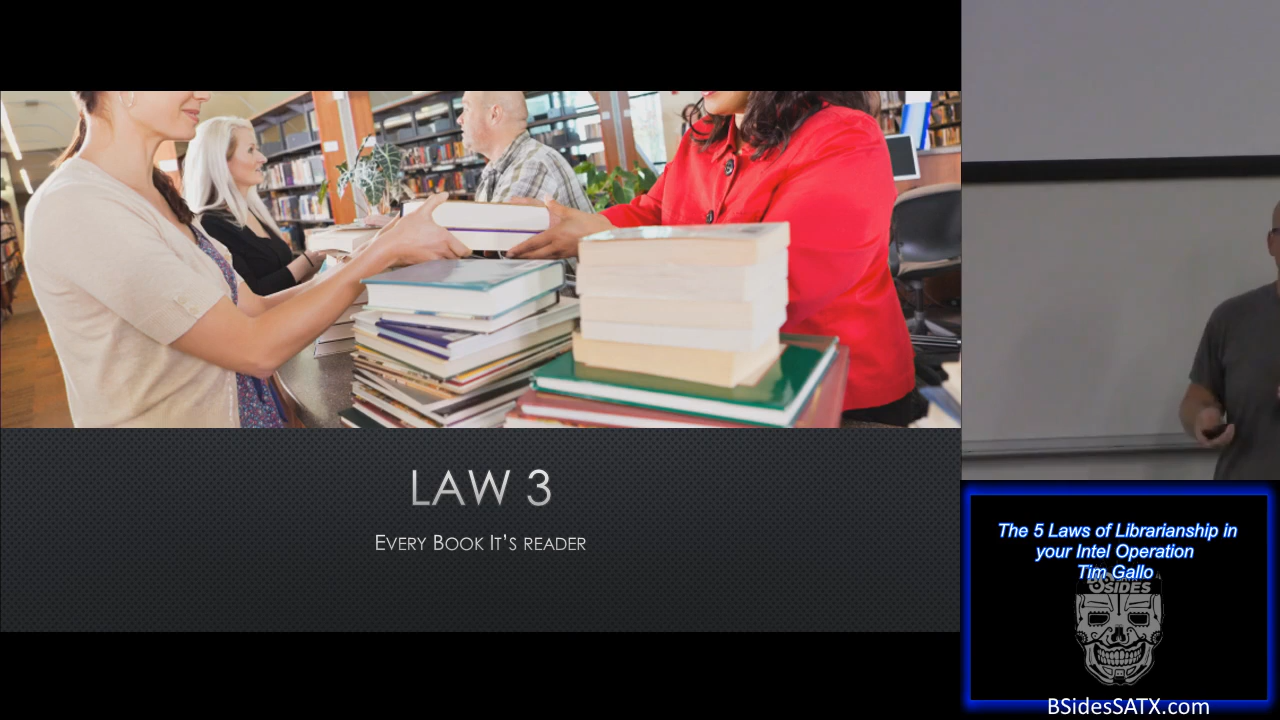 LAW 3
Every Book It's reader
The 5 Laws of Librarianship in
your Intel Operation
Tim Gallo
BSIDES
BSidesSATX.com